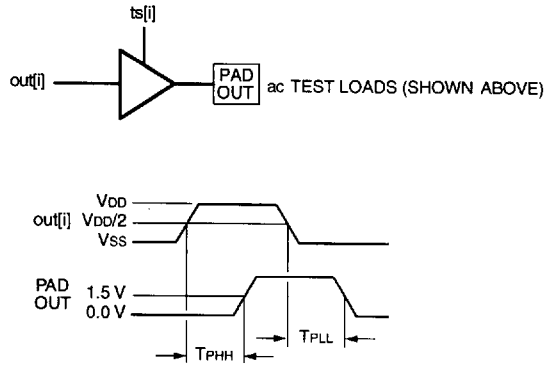 ts[i]
out[i]
PAD OUT
ac TEST LOADS (SHOWN ABOVE)
VDD
out[i] VDD/2
VSS
PAD OUT
1.5 V
0.0 V
TPHH
TPLL